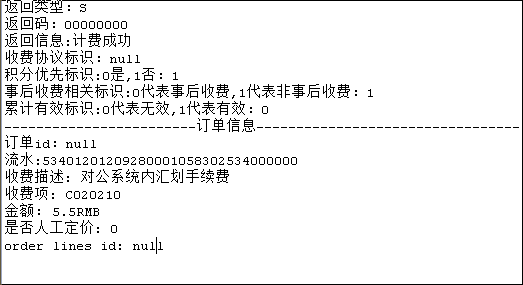 返回类型: S
返回码: 00000000
返回信息:计费成功
收费协议标识: null
积分优先标识:0是,1否: 1
事后收费相关标识:0代表事后收费,1代表非事后收费: 1
累计有效标识:0代表无效,1代表有效: 0
------------------------订单信息---------------------------------
订单id: null
流水:53401201209280001058302534000000
收费描述: 对公系统内汇划手续费
收费项: CO20210
金额: 5.5RMB
是否人工定价: 0
order lines id: null